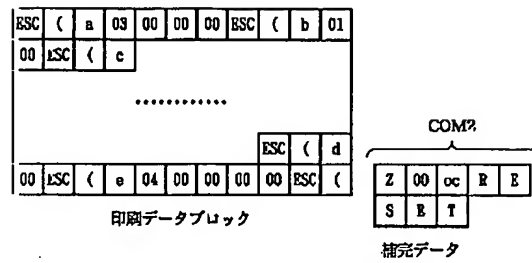 ESC ( a 03 00 00 00 ESC ( b 01
00 ESC ( c
............
ESC ( d
00 ESC ( e 04 00 00 00 00 ESC (
印刷データブロック
COM2
Z 00 oc R E
S E T
補完データ